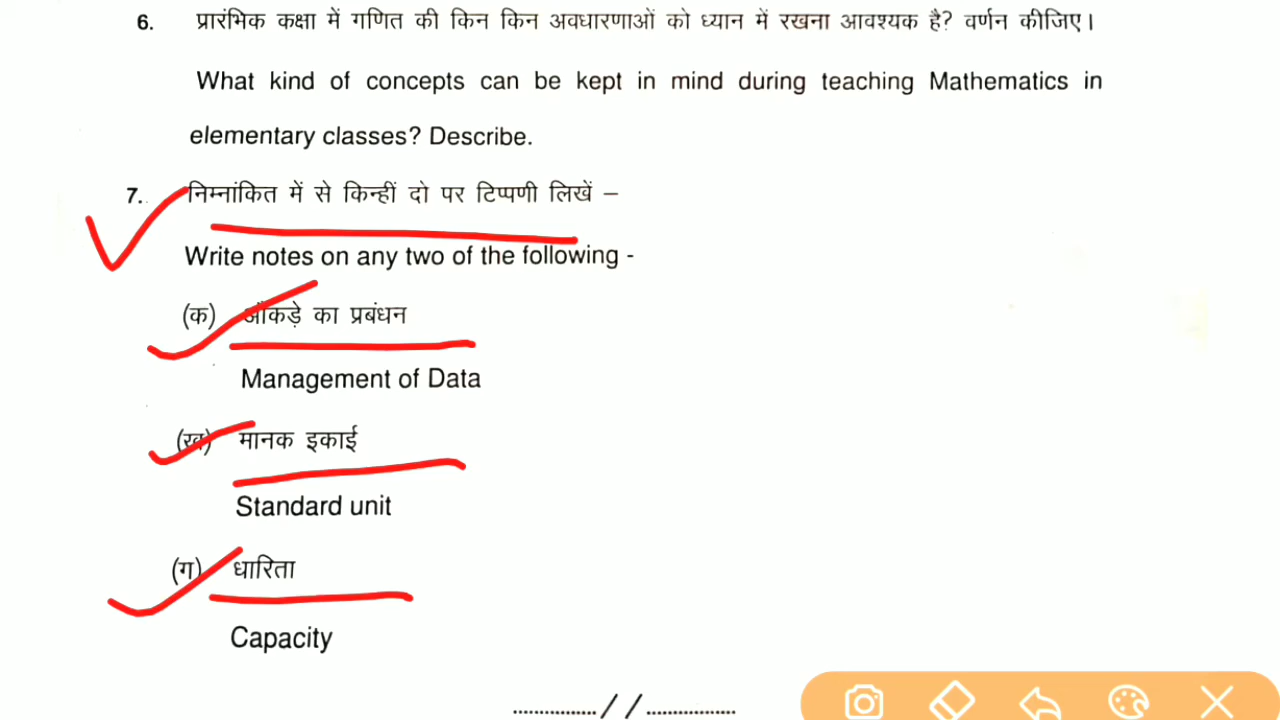 6. प्रारंभिक कक्षा में गणित की किन किन अवधारणाओं को ध्यान में रखना आवश्यक है? वर्णन कीजिए।
What kind of concepts can be kept in mind during teaching Mathematics in
elementary classes? Describe.
7. निम्नांकित में से किन्हीं दो पर टिप्पणी लिखें –
Write notes on any two of the following -
(क) आँकड़े का प्रबंधन
Management of Data
(ख) मानक इकाई
Standard unit
(ग) धारिता
Capacity
................//................